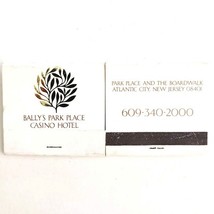 BALLY'S PARK PLACE
CASINO HOTEL
PARK PLACE AND THE BOARDWALK
ATLANTIC CITY, NEW JERSEY 08401
609-340-2000